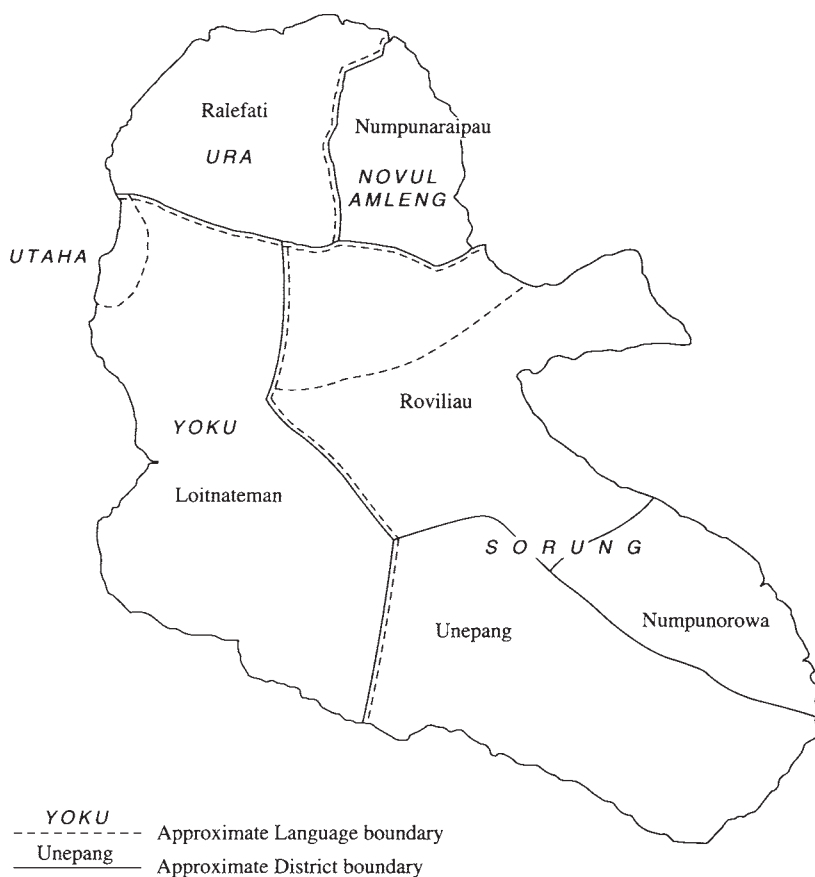 Ralefati
URA
Numpunaraipau
NOVUL
AMLENG
UTAHA
Roviliau
YOKU
Loitnateman
SORUNG
Unepang
Numpunorowa
YOKU
Approximate Language boundary
Unepang
Approximate District boundary